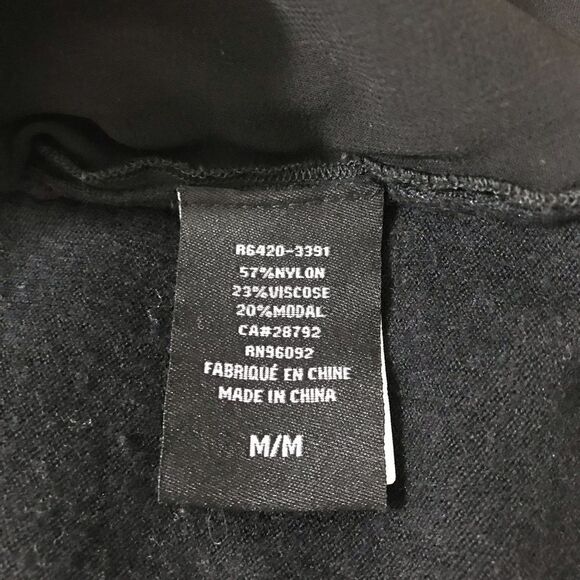 R6420-3391
57%NYLON
23%VISCOSE
20%MODAL
CA#28792
RN96092
FABRIQUÉ EN CHINE
MADE IN CHINA
M/M